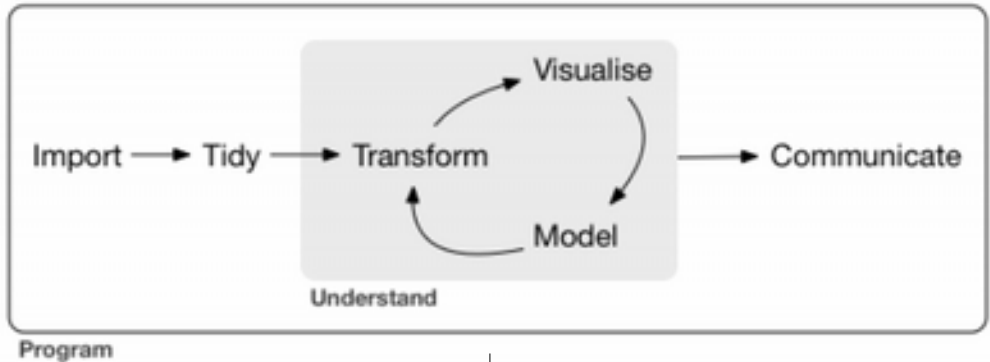 Visualise
Import Tidy Transform Communicate
Model
Understand
Program